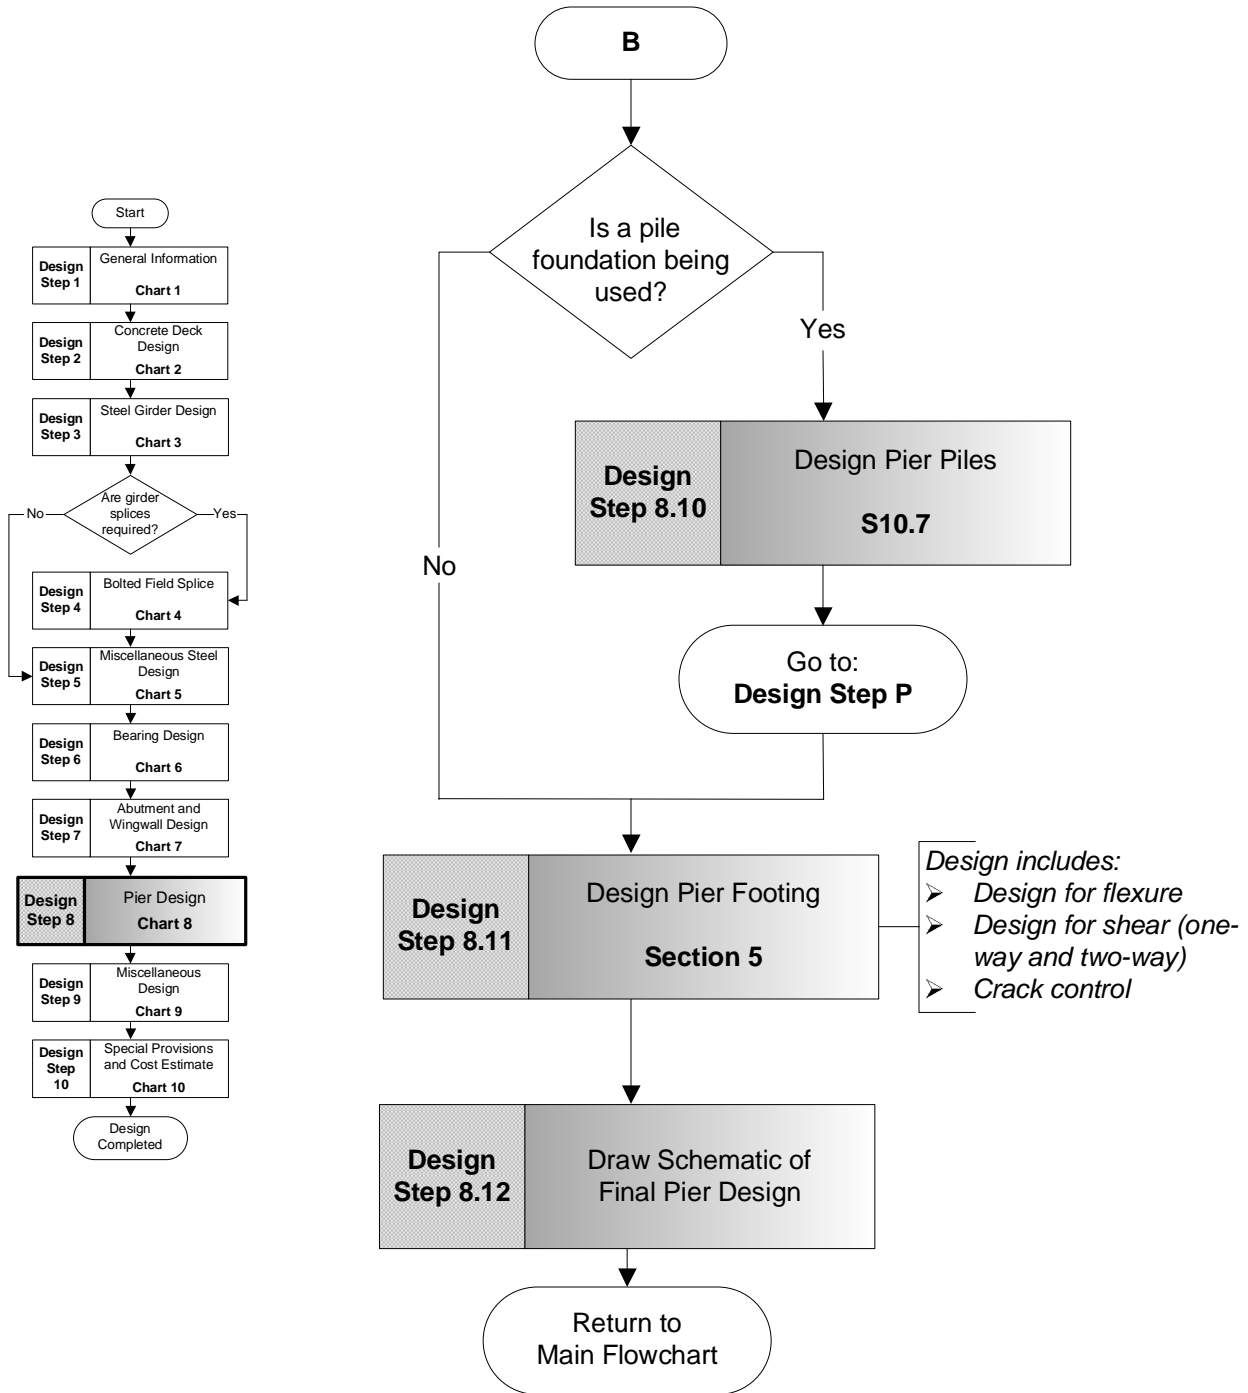 Start
Design
Step 1
General Information
Chart 1
Design
Step 2
Concrete Deck
Design
Chart 2
Design
Step 3
Steel Girder Design
Chart 3
Are girder
splices
required?
No
Yes
Design
Step 4
Bolted Field Splice
Chart 4
Design
Step 5
Miscellaneous Steel
Design
Chart 5
Design
Step 6
Bearing Design
Chart 6
Design
Step 7
Abutment and
Wingwall Design
Chart 7
Design
Step 8
Pier Design
Chart 8
Design
Step 9
Miscellaneous
Design
Chart 9
Design
Step
10
Special Provisions
and Cost Estimate
Chart 10
Design
Completed
B
Is a pile
foundation being
used?
Yes
No
Design
Step 8.10
Design Pier Piles
S10.7
Go to:
Design Step P
Design
Step 8.11
Design Pier Footing
Section 5
Design includes:
➢ Design for flexure
➢ Design for shear (one-
way and two-way)
➢ Crack control
Design
Step 8.12
Draw Schematic of
Final Pier Design
Return to
Main Flowchart